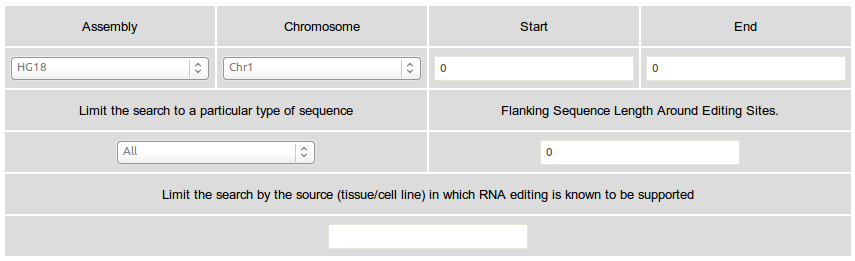 Assembly Chromosome Start End
HG18 Chr1 0 0
Limit the search to a particular type of sequence Flanking Sequence Length Around Editing Sites.
All 0
Limit the search by the source (tissue/cell line) in which RNA editing is known to be supported